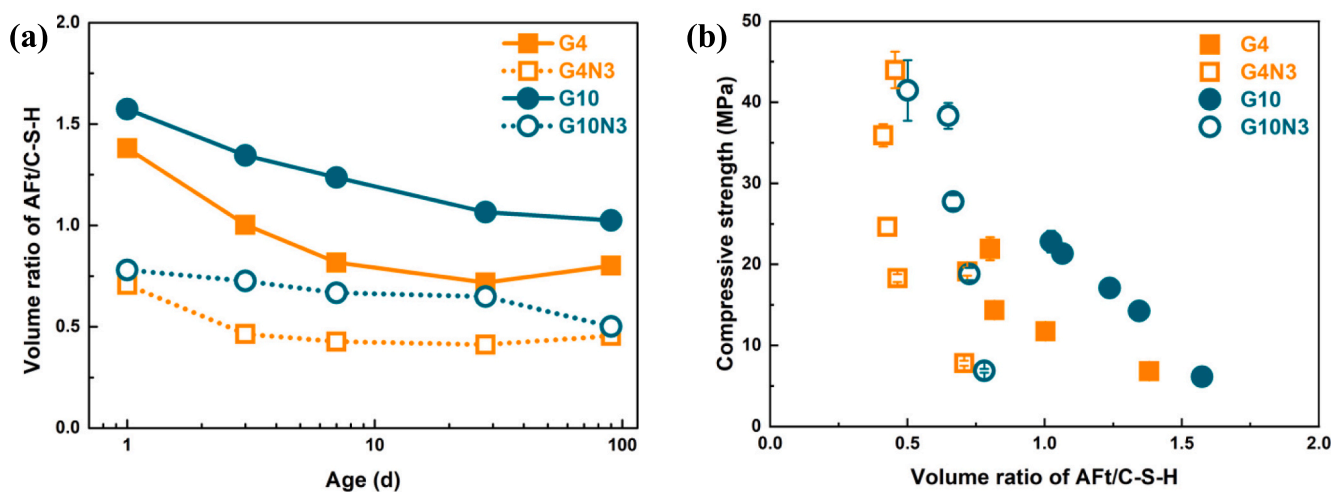 (a)
Volume ratio of AFt/C-S-H
2.0
1.5
1.0
0.5
0.0
1
10
100
Age (d)
G4
G4N3
G10
G10N3
(b)
Compressive strength (MPa)
50
40
30
20
10
0
0.0
0.5
1.0
1.5
2.0
Volume ratio of AFt/C-S-H
G4
G4N3
G10
G10N3